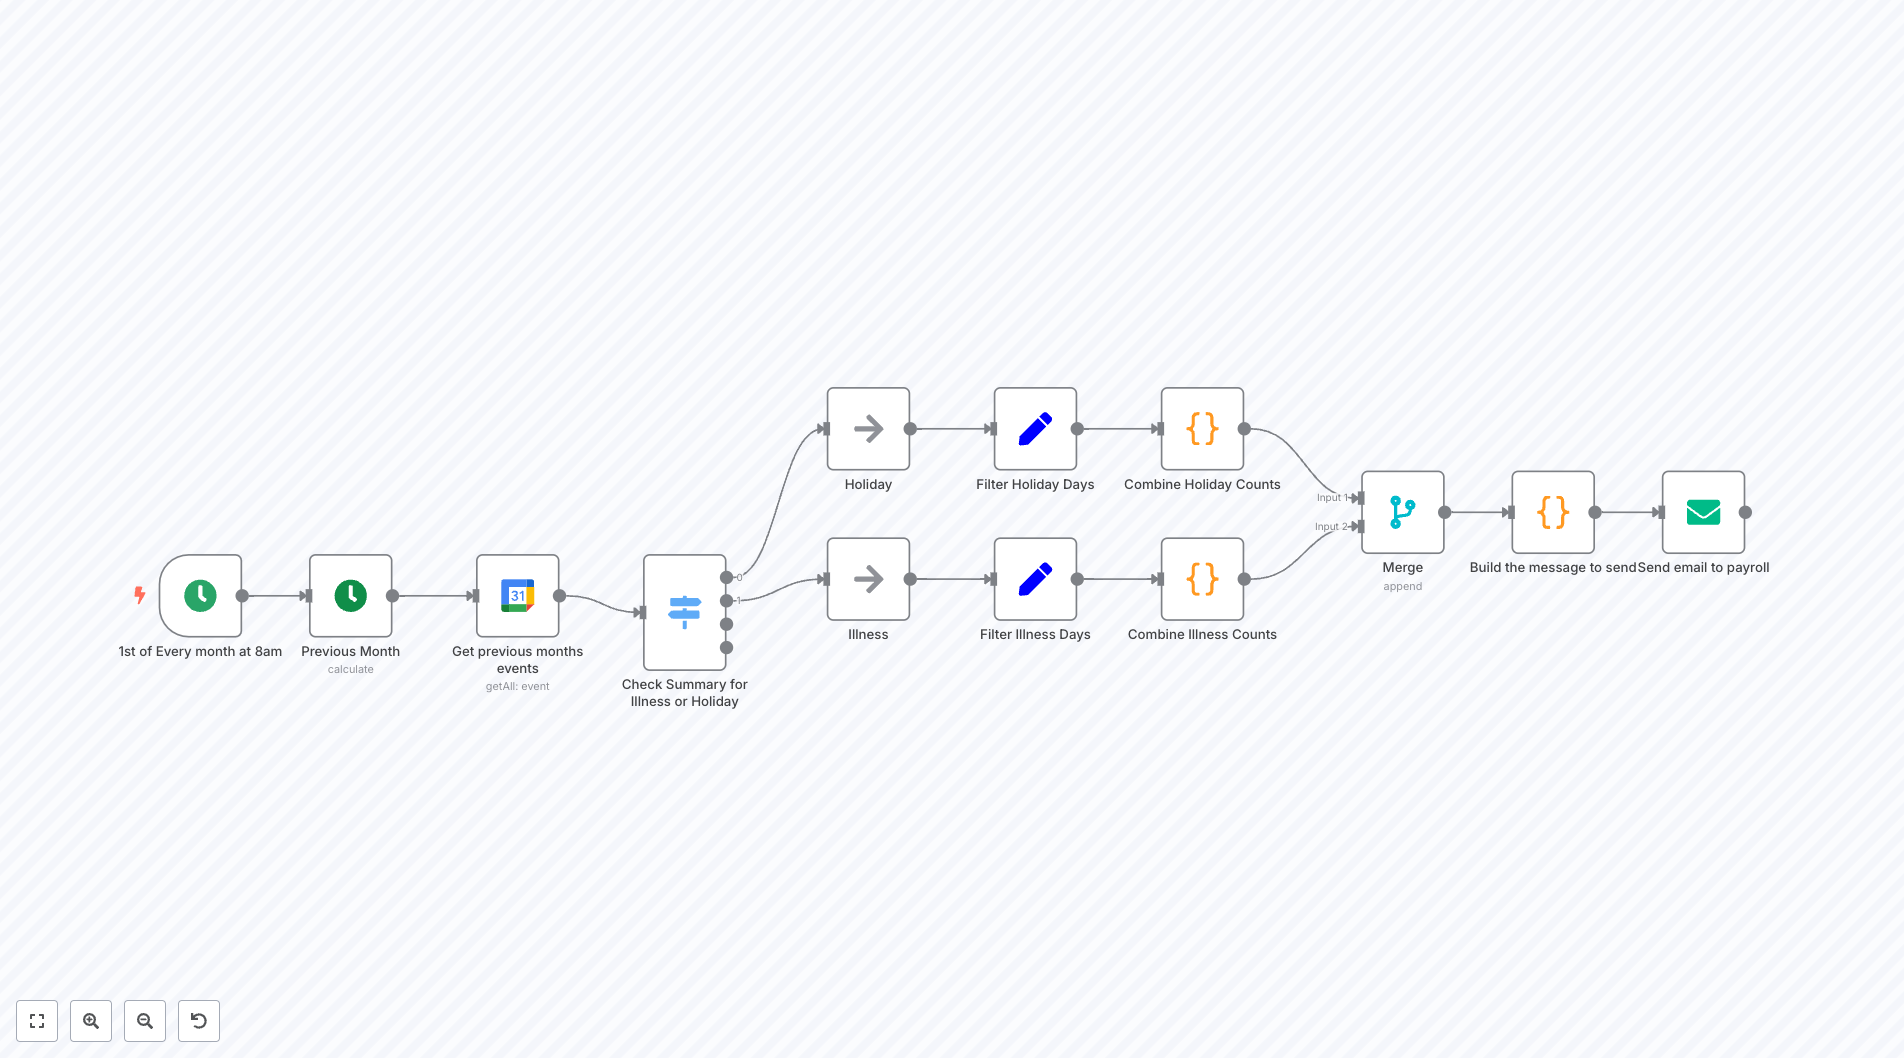 Holiday
Filter Holiday Days
Combine Holiday Counts
Input 1
Input 2
Merge
append
Build the message to send
Send email to payroll
1st of Every month at 8am
Previous Month
calculate
31
Get previous months
events
getAll: event
0
1
Check Summary for
Illness or Holiday
Illness
Filter Illness Days
Combine Illness Counts